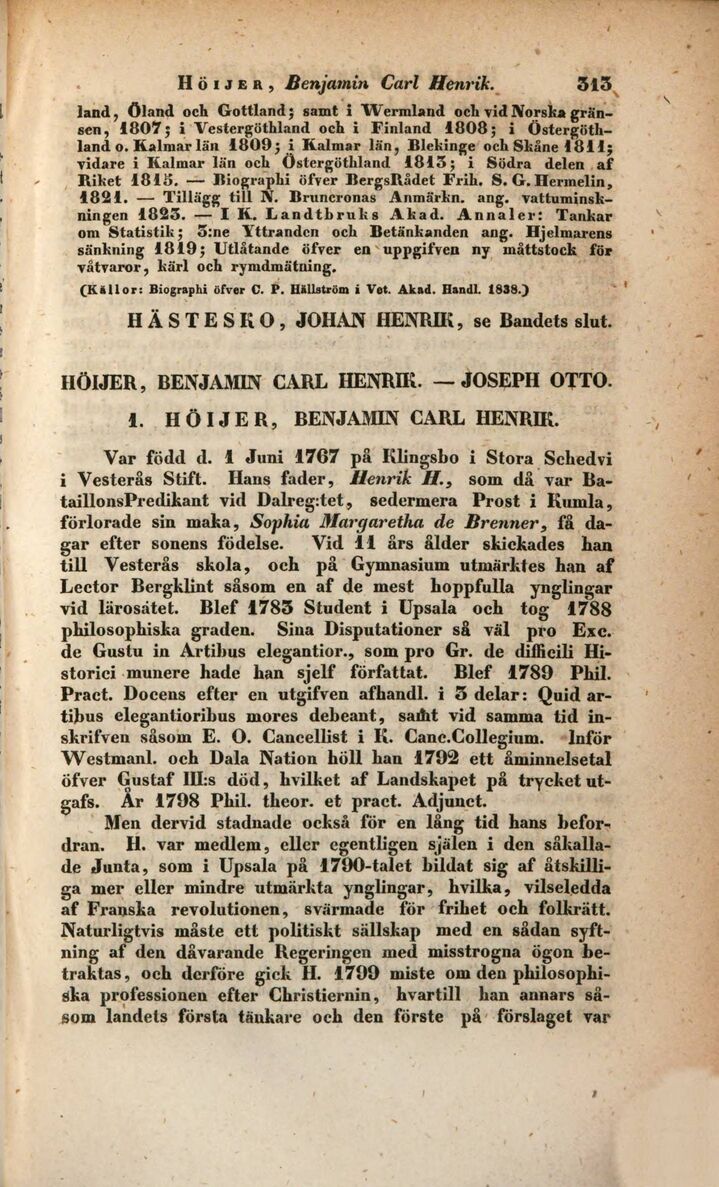 HÖIJER, Benjamin Carl Henrik. 313
land, Öland och Gottland; samt i Wermland och vid Norska grän-
sen, 1807; i Vestergöthland och i Finland 1808; i Östergöth-
land o. Kalmar län 1809; i Kalmar län, Blekinge och Skåne 1811;
vidare i Kalmar län och Östergöthland 1813; i Södra delen af
Riket 1815. — Biographi öfver BergsRådet Frih. S. G. Hermelin,
1821. — Tillägg till N. Bruncronas Anmärkn. ang. vattuminsk-
ningen 1823. — I K. Landtbruks Akad. Annaler: Tankar
om Statistik; 3:ne Yttranden och Betänkanden ang. Hjelmarens
sänkning 1819; Utlåtande öfver en uppgifven ny måttstock för
våtvaror, kärl och rymdmätning.
(Källor: Biographi öfver C. P. Hällström i Vet. Akad. Handl. 1838.)
HÄSTESKO, JOHAN HENRIK, se Bandets slut.
HÖIJER, BENJAMIN CARL HENRIK. — JOSEPH OTTO.
1. HÖIJER, BENJAMIN CARL HENRIK.
Var född d. 1 Juni 1767 på Klingsbo i Stora Schedvi
i Vesterås Stift. Hans fader, Henrik H., som då var Ba-
taillonsPredikant vid Dalreg:tet, sedermera Prost i Kumla,
förlorade sin maka, Sophia Margaretha de Brenner, få da-
gar efter sonens födelse. Vid 11 års ålder skickades han
till Vesterås skola, och på Gymnasium utmärktes han af
Lector Bergklint såsom en af de mest hoppfulla ynglingar
vid lärosätet. Blef 1783 Student i Upsala och tog 1788
philosophiska graden. Sina Disputationer så väl pro Exc.
de Gustu in Artibus elegantior., som pro Gr. de difficili Hi-
storici munere hade han sjelf författat. Blef 1789 Phil.
Pract. Docens efter en utgifven afhandl. i 3 delar: Quid ar-
tibus elegantioribus mores debeant, samt vid samma tid in-
skrifven såsom E. O. Cancellist i K. Canc.Collegium. Inför
Westmanl. och Dala Nation höll han 1792 ett åminnelsetal
öfver Gustaf III:s död, hvilket af Landskapet på trycket ut-
gafs. År 1798 Phil. theor. et pract. Adjunct.
Men dervid stadnade också för en lång tid hans befor-
dran. H. var medlem, eller egentligen själen i den såkalla-
de Junta, som i Upsala på 1790-talet bildat sig af åtskilli-
ga mer eller mindre utmärkta ynglingar, hvilka, vilseledda
af Franska revolutionen, svärmade för frihet och folkrätt.
Naturligtvis måste ett politiskt sällskap med en sådan syft-
ning af den dåvarande Regeringen med misstrogna ögon be-
traktas, och derföre gick H. 1799 miste om den philosophi-
ska professionen efter Christiernin, hvartill han annars så-
som landets första tänkare och den förste på förslaget var